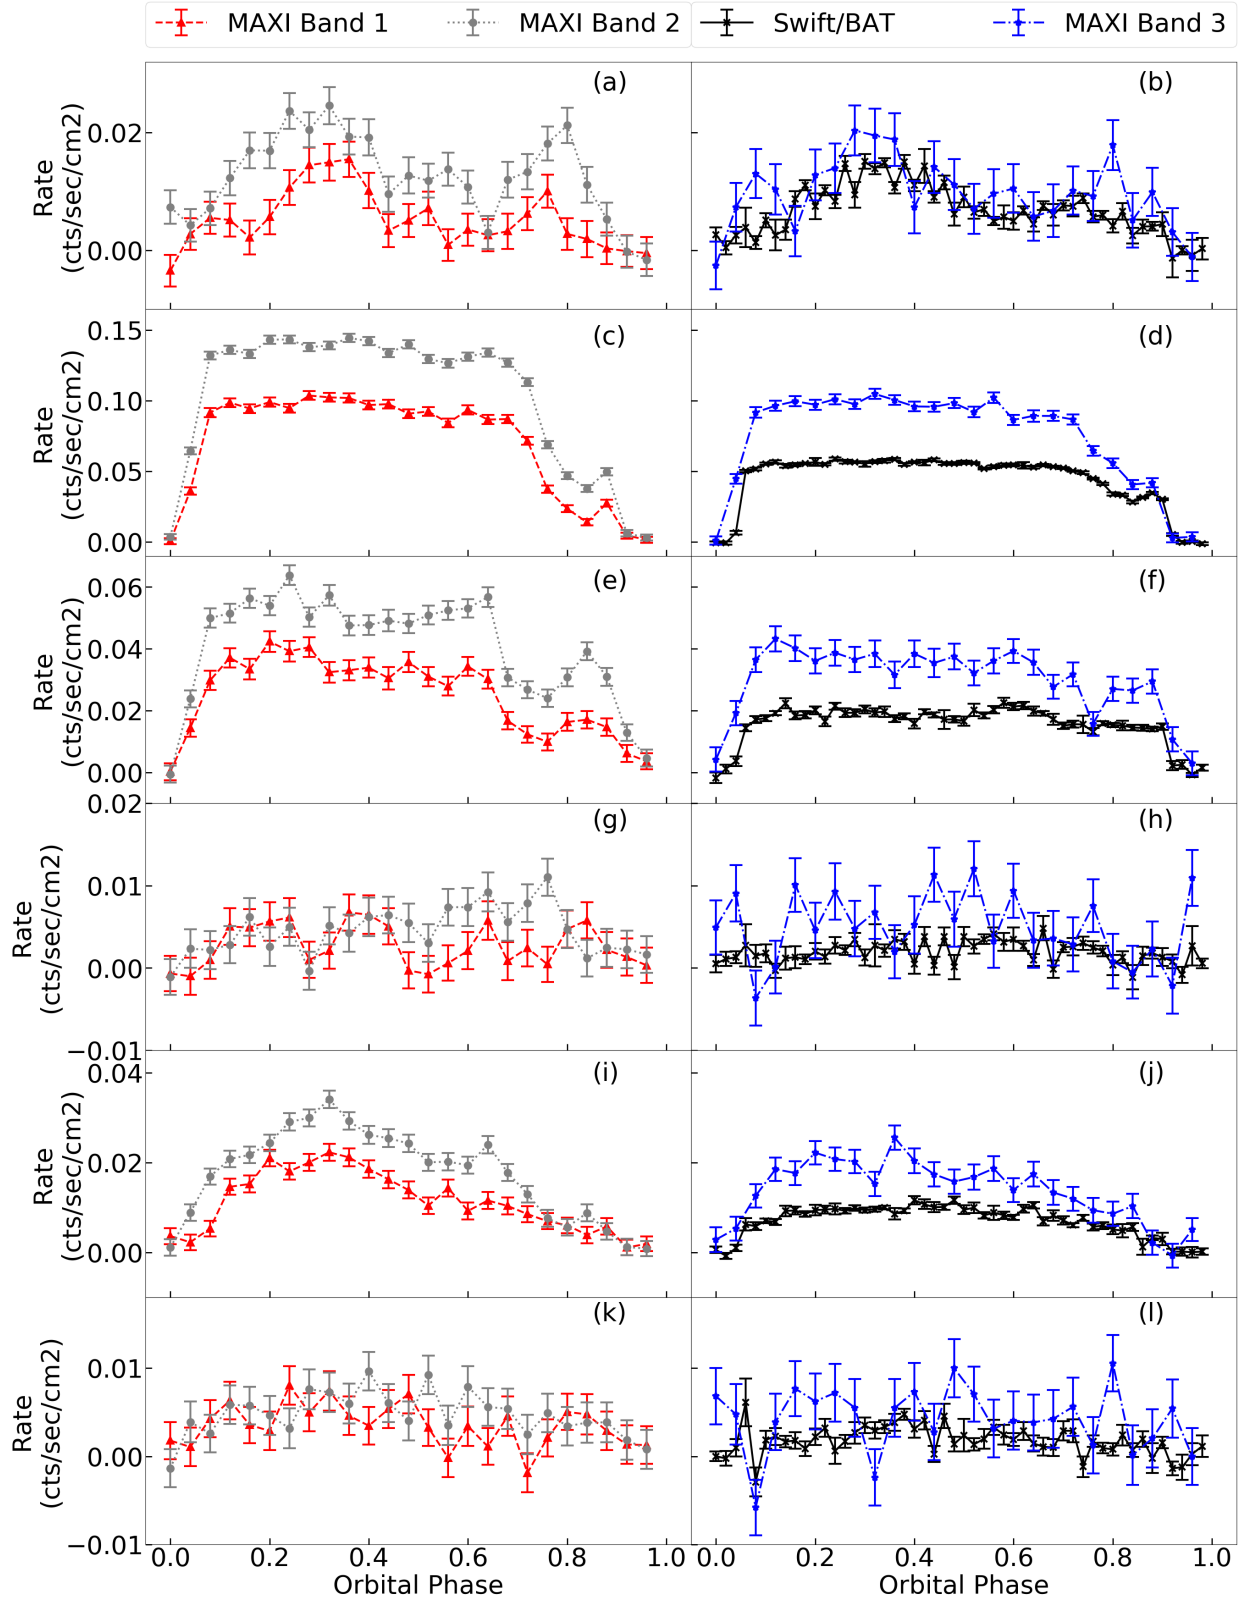 MAXI Band 1 MAXI Band 2 Swift/BAT MAXI Band 3
(a) (b)
0.02
0.00
Rate
(cts/sec/cm2)
(c) (d)
0.15
0.10
0.05
0.00
Rate
(cts/sec/cm2)
(e) (f)
0.06
0.04
0.02
0.00
Rate
(cts/sec/cm2)
(g) (h)
0.02
0.01
0.00
−0.01
Rate
(cts/sec/cm2)
(i) (j)
0.04
0.02
0.00
Rate
(cts/sec/cm2)
(k) (l)
0.01
0.00
−0.01
Rate
(cts/sec/cm2)
0.0 0.2 0.4 0.6 0.8 1.0 0.0 0.2 0.4 0.6 0.8 1.0
Orbital Phase Orbital Phase